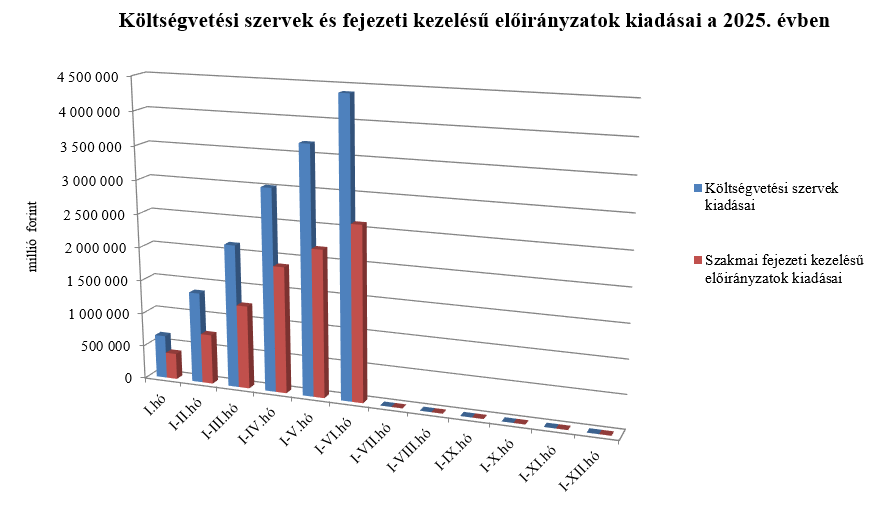 Költségvetési szervek és fejezeti kezelésű előirányzatok kiadásai a 2025. évben
millió forint
4 500 000
4 000 000
3 500 000
3 000 000
2 500 000
2 000 000
1 500 000
1 000 000
500 000
0
I.hó
I-II.hó
I-III.hó
I-IV.hó
I-V.hó
I-VI.hó
I-VII.hó
I-VIII.hó
I-IX.hó
I-X.hó
I-XI.hó
I-XII.hó
Költségvetési szervek
kiadásai
Szakmai fejezeti kezelésű
előirányzatok kiadásai